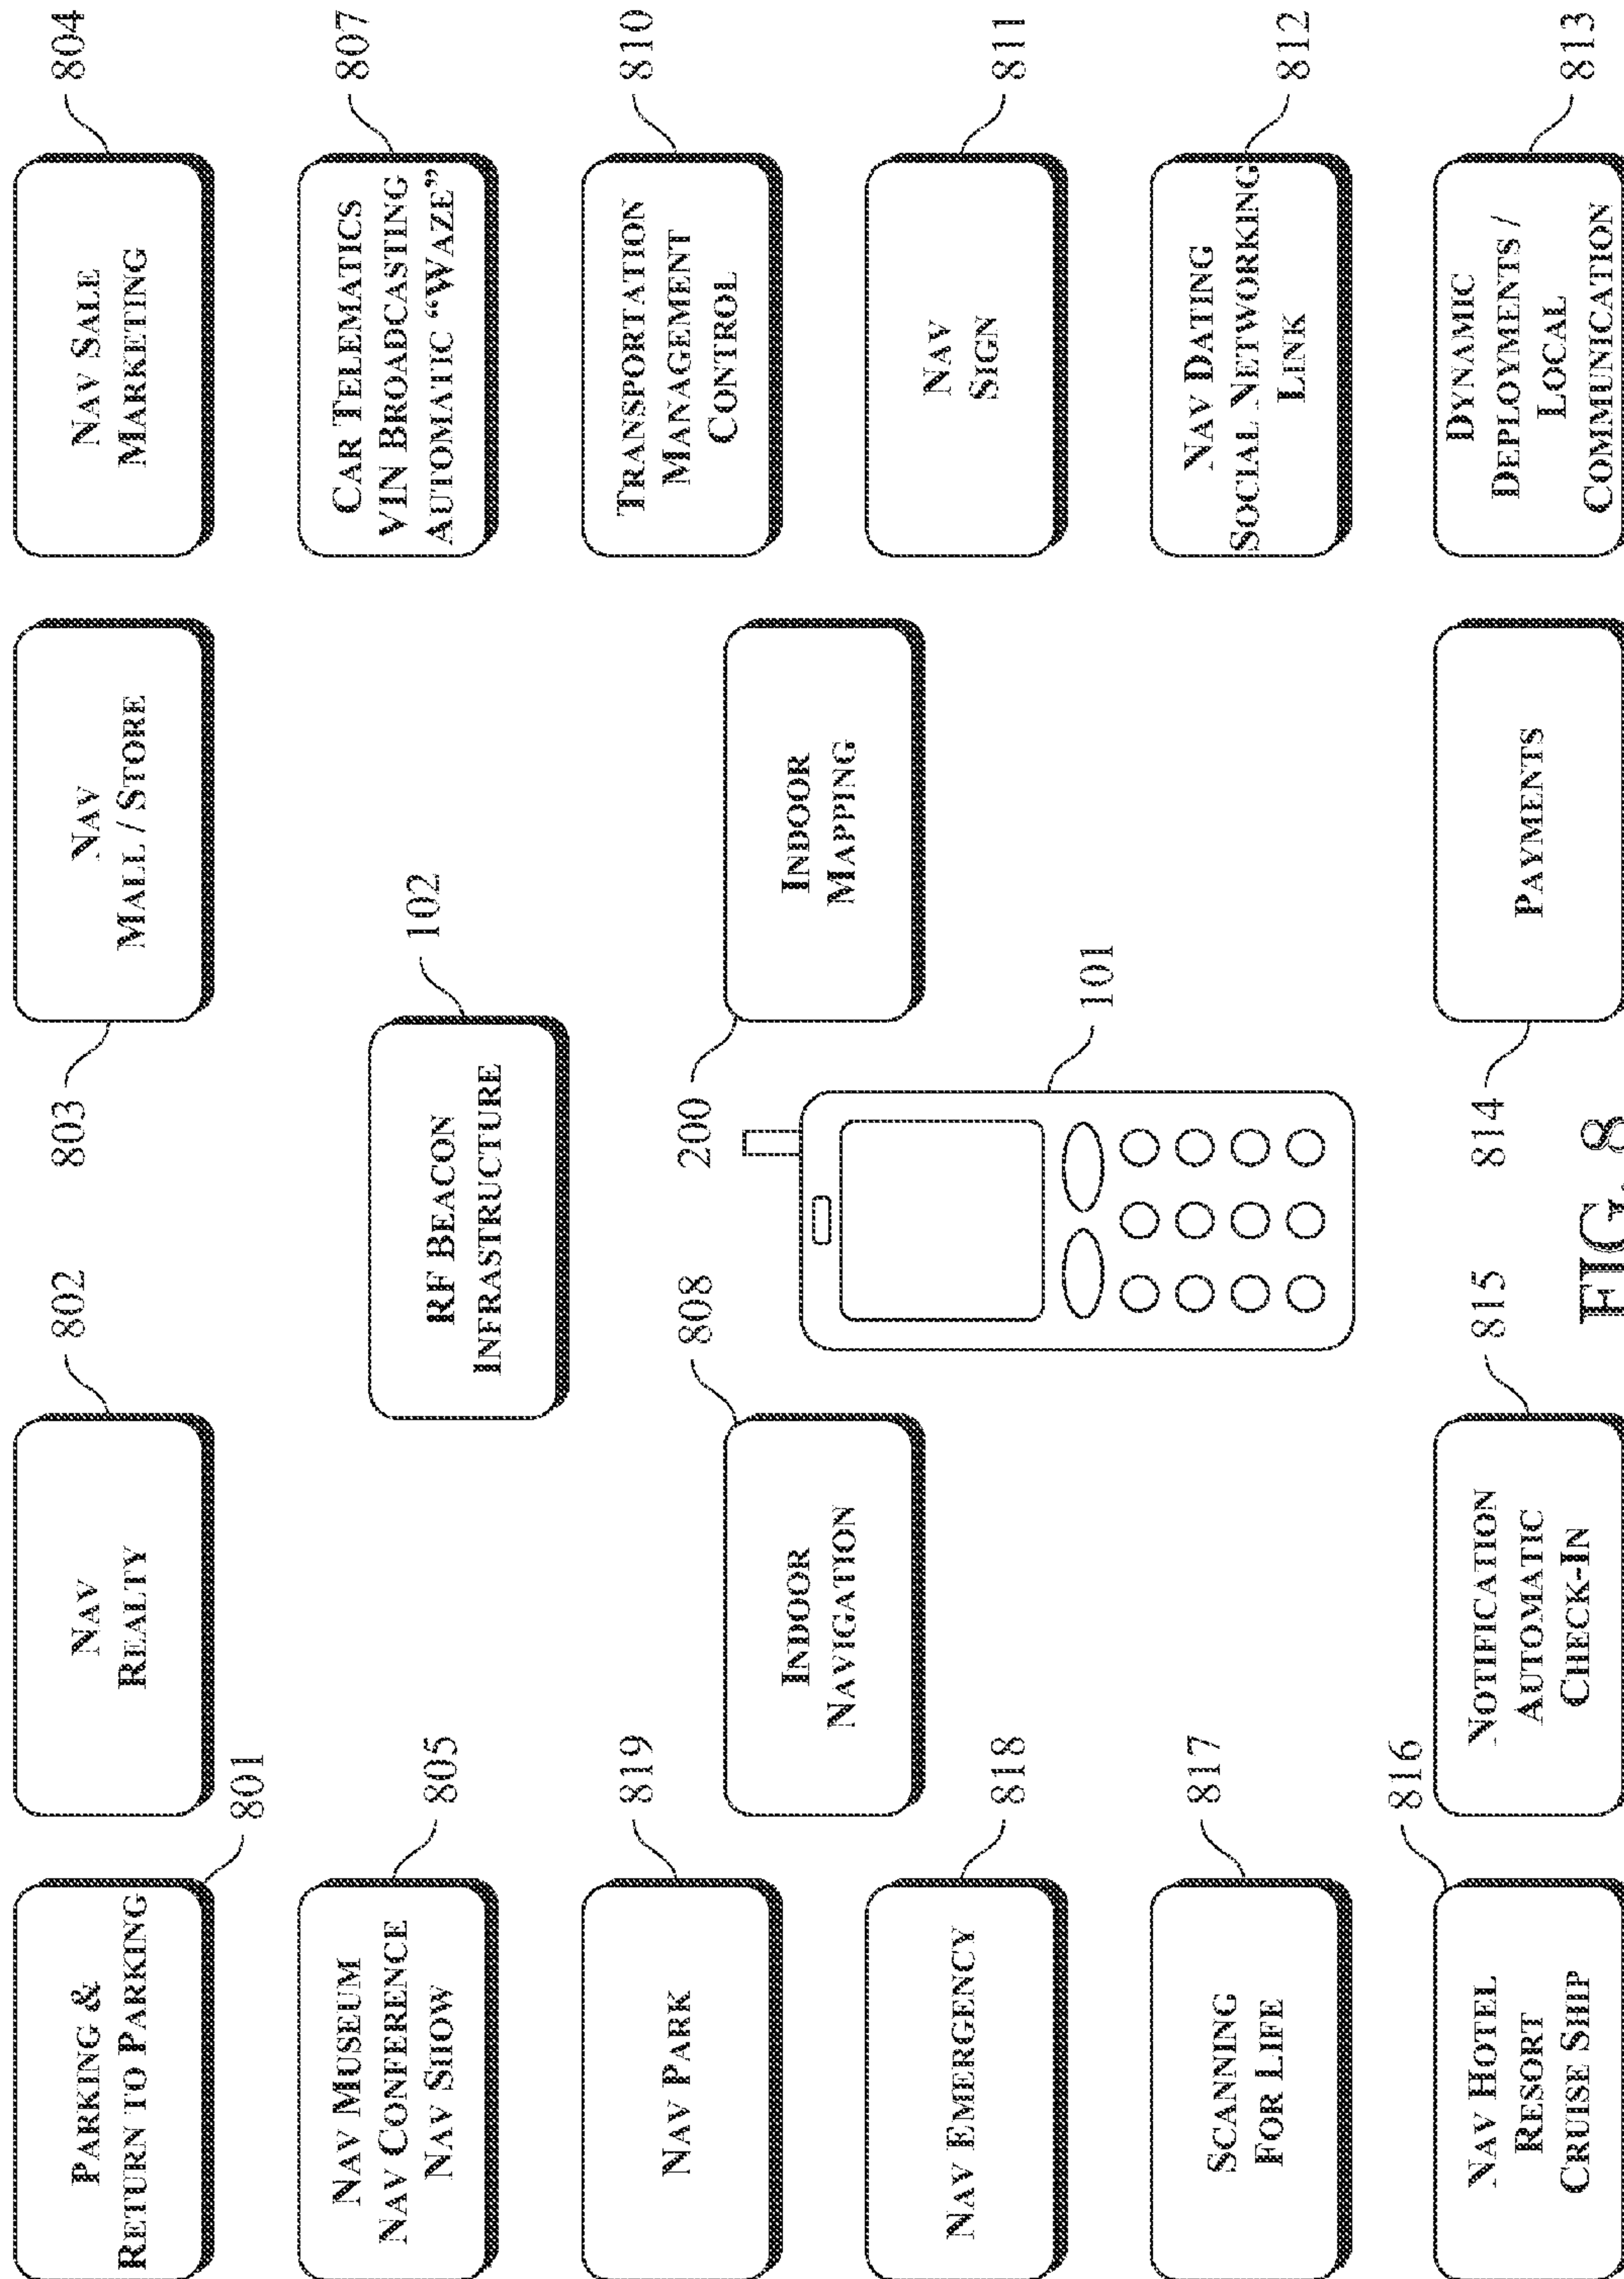 PARKING &
RETURN TO PARKING
801
NAV
REALTY
802
803
NAV
MALL / STORE
NAV SALE
MARKETING
804
NAV MUSEUM
NAV CONFERENCE
NAV SHOW
805
RF BEACON
INFRASTRUCTURE
102
CAR TELEMATICS
VIN BROADCASTING
AUTOMATIC “WAZE”
807
NAV PARK
819
TRANSPORTATION
MANAGEMENT
CONTROL
810
INDOOR
NAVIGATION
808
200
INDOOR
MAPPING
NAV EMERGENCY
818
101
NAV
SIGN
811
SCANNING
FOR LIFE
817
NAV DATING
SOCIAL NETWORKING
LINK
812
NAV HOTEL
RESORT
CRUISE SHIP
816
NOTIFICATION
AUTOMATIC
CHECK-IN
815
814
PAYMENTS
DYNAMIC
DEPLOYMENTS /
LOCAL
COMMUNICATION
813
FIG. 8